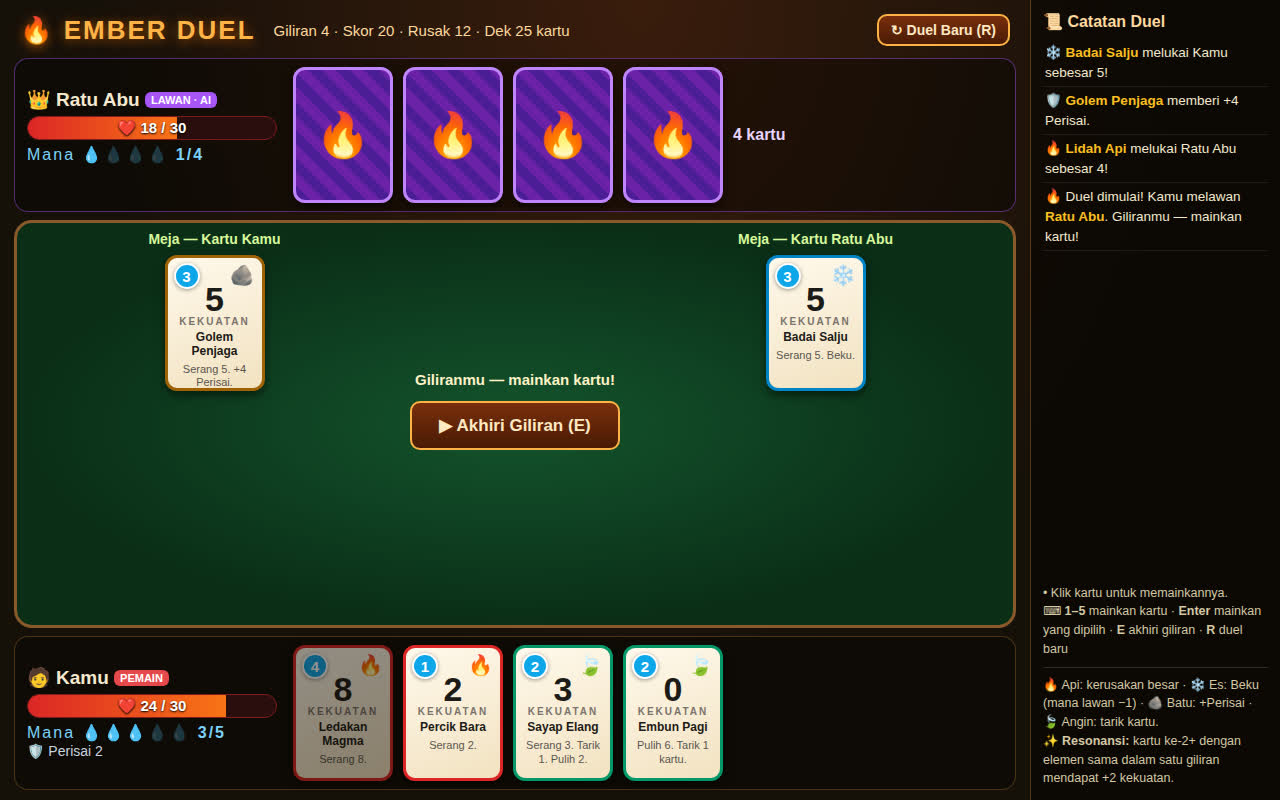 🔥 EMBER DUEL
Giliran 4 · Skor 20 · Rusak 12 · Dek 25 kartu
↻ Duel Baru (R)
👑 Ratu Abu LAWAN · AI
❤️ 18 / 30
Mana 💧💧💧💧 1/4
4 kartu
Meja — Kartu Kamu
3
5
KEKUATAN
Golem
Penjaga
Serang 5. +4
Perisai.
Meja — Kartu Ratu Abu
3
5
KEKUATAN
Badai Salju
Serang 5. Beku.
Giliranmu — mainkan kartu!
▶ Akhiri Giliran (E)
🧑 Kamu PEMAIN
❤️ 24 / 30
Mana 💧💧💧💧💧 3/5
🛡️ Perisai 2
4
8
KEKUATAN
Ledakan
Magma
Serang 8.
1
2
KEKUATAN
Percik Bara
Serang 2.
2
3
KEKUATAN
Sayap Elang
Serang 3. Tarik
1. Pulih 2.
2
0
KEKUATAN
Embun Pagi
Pulih 6. Tarik 1
kartu.
📜 Catatan Duel
❄️ Badai Salju melukai Kamu
sebesar 5!
🛡️ Golem Penjaga memberi +4
Perisai.
🔥 Lidah Api melukai Ratu Abu
sebesar 4!
🔥 Duel dimulai! Kamu melawan
Ratu Abu. Giliranmu — mainkan
kartu!
• Klik kartu untuk memainkannya.
⌨ 1–5 mainkan kartu · Enter mainkan
yang dipilih · E akhiri giliran · R duel
baru
🔥 Api: kerusakan besar · ❄️ Es: Beku
(mana lawan −1) · 🪨 Batu: +Perisai ·
🍃 Angin: tarik kartu.
✨ Resonansi: kartu ke-2+ dengan
elemen sama dalam satu giliran
mendapat +2 kekuatan.